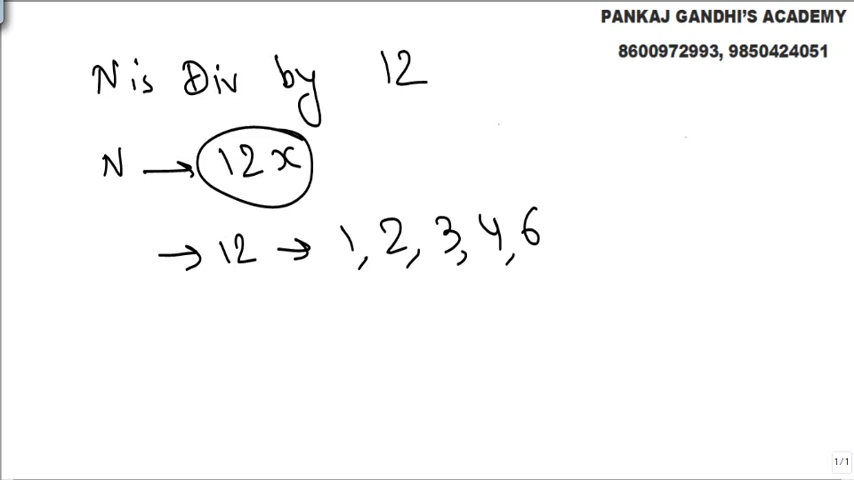 PANKAJ GANDHI'S ACADEMY
8600972993, 9850424051
N is Div by 12
N → 12x
→ 12 → 1, 2, 3, 4, 6
1/1